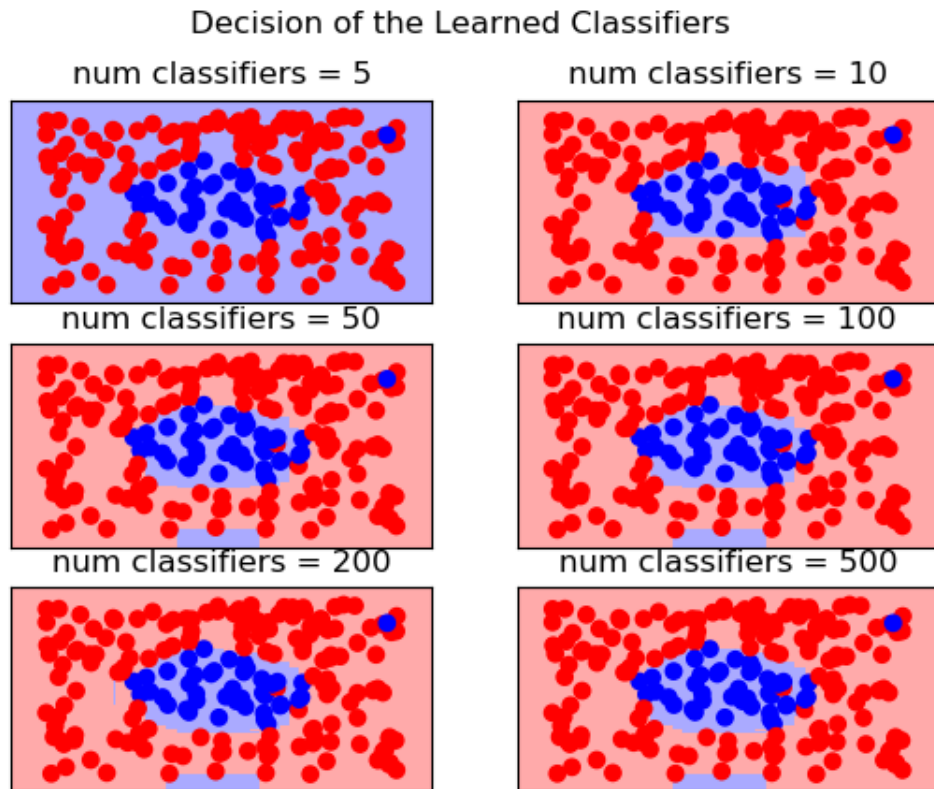 Decision of the Learned Classifiers
num classifiers = 5
num classifiers = 10
num classifiers = 50
num classifiers = 100
num classifiers = 200
num classifiers = 500